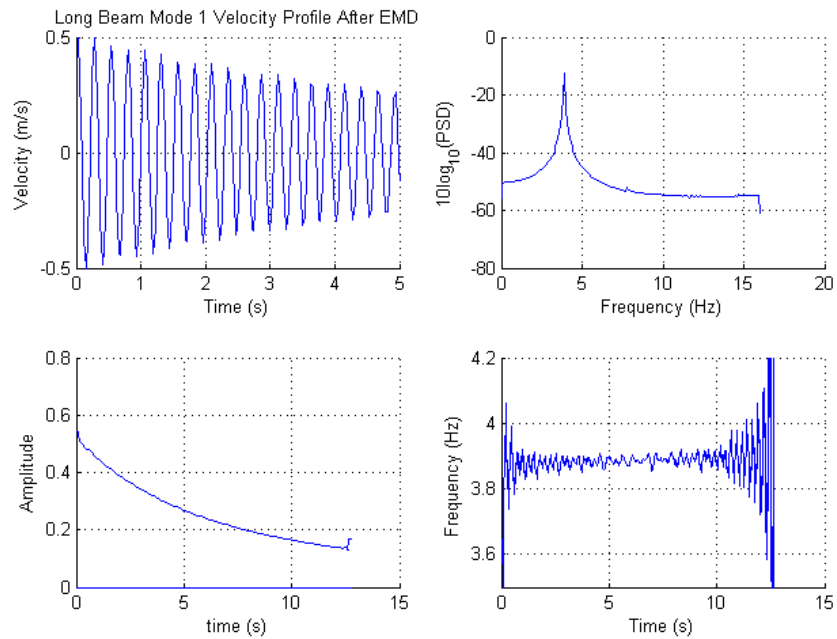 Long Beam Mode 1 Velocity Profile After EMD
0.5
0
-0.5
Velocity (m/s)
0 1 2 3 4 5
Time (s)
0
-20
-40
-60
-80
10log10(PSD)
0 5 10 15 20
Frequency (Hz)
0.8
0.6
0.4
0.2
0
Amplitude
0 5 10 15
time (s)
4.2
4
3.8
3.6
Frequency (Hz)
0 5 10 15
Time (s)